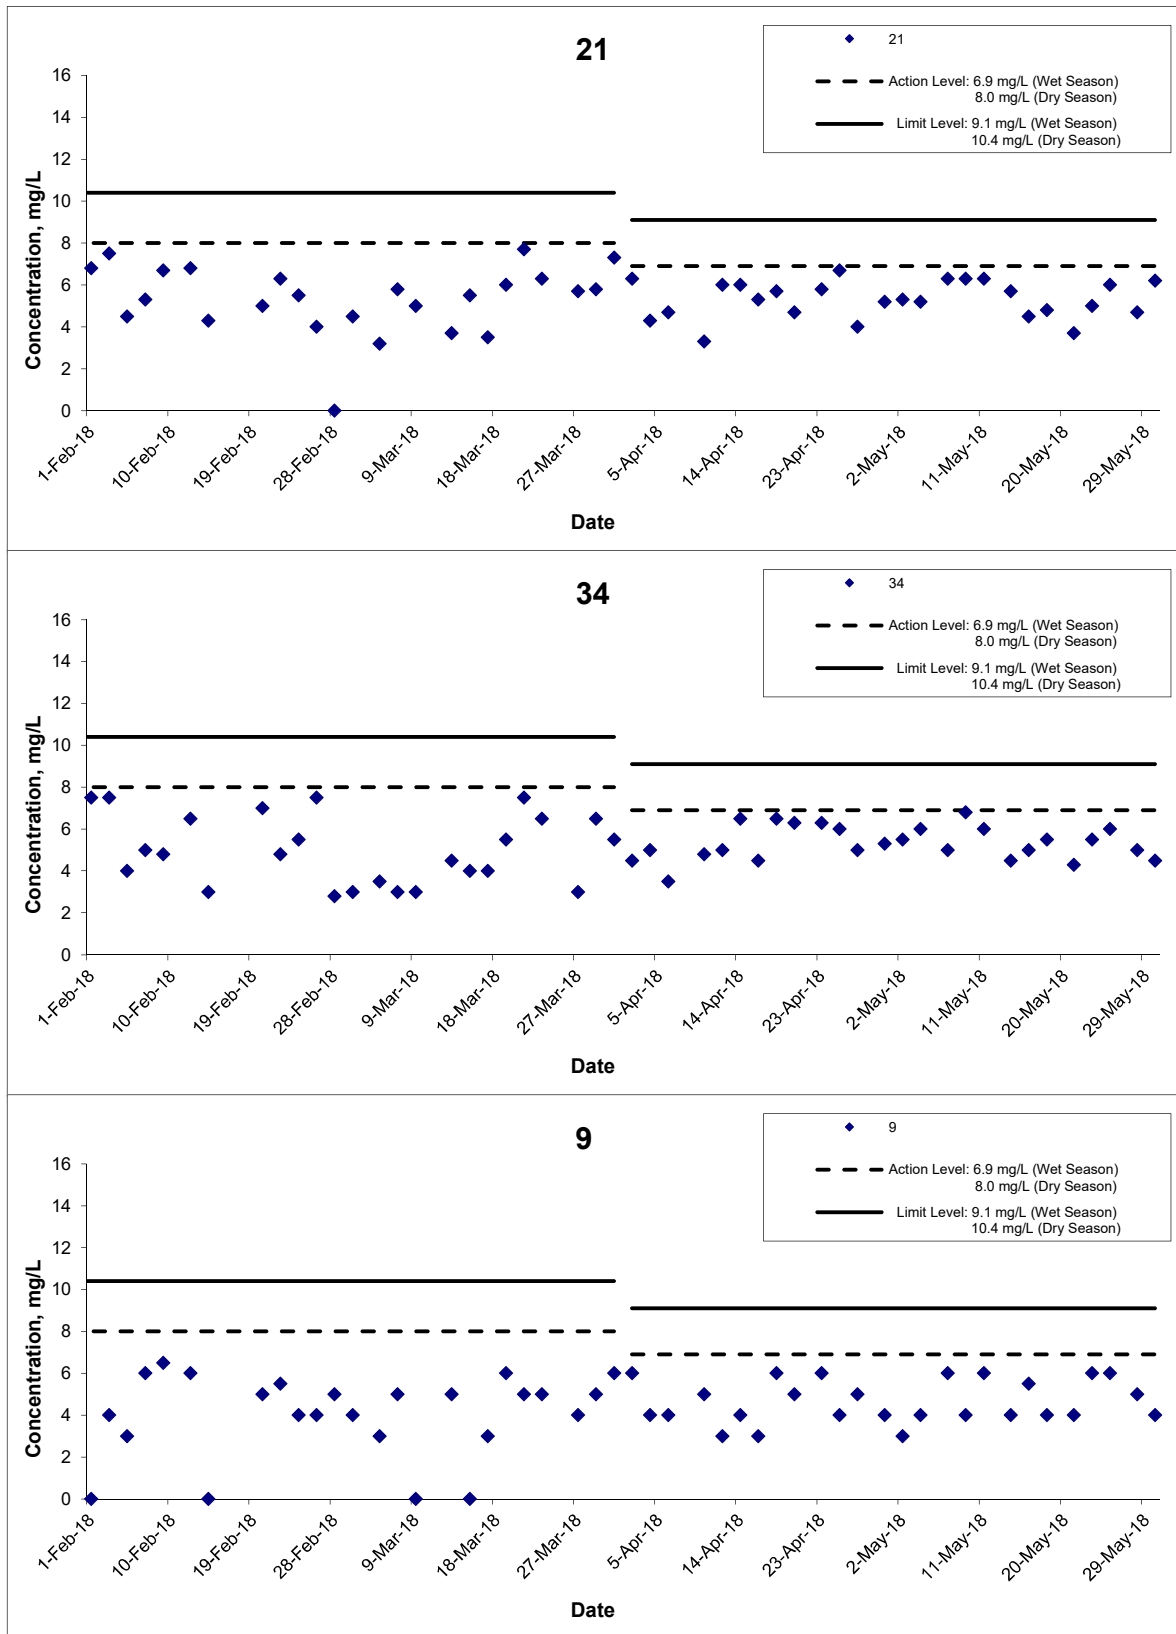 21
21
Action Level: 6.9 mg/L (Wet Season)
8.0 mg/L (Dry Season)
Limit Level: 9.1 mg/L (Wet Season)
10.4 mg/L (Dry Season)
Concentration, mg/L
16
14
12
10
8
6
4
2
0
1-Feb-18
10-Feb-18
19-Feb-18
28-Feb-18
9-Mar-18
18-Mar-18
27-Mar-18
5-Apr-18
14-Apr-18
23-Apr-18
2-May-18
11-May-18
20-May-18
29-May-18
Date
34
34
Action Level: 6.9 mg/L (Wet Season)
8.0 mg/L (Dry Season)
Limit Level: 9.1 mg/L (Wet Season)
10.4 mg/L (Dry Season)
Concentration, mg/L
16
14
12
10
8
6
4
2
0
1-Feb-18
10-Feb-18
19-Feb-18
28-Feb-18
9-Mar-18
18-Mar-18
27-Mar-18
5-Apr-18
14-Apr-18
23-Apr-18
2-May-18
11-May-18
20-May-18
29-May-18
Date
9
9
Action Level: 6.9 mg/L (Wet Season)
8.0 mg/L (Dry Season)
Limit Level: 9.1 mg/L (Wet Season)
10.4 mg/L (Dry Season)
Concentration, mg/L
16
14
12
10
8
6
4
2
0
1-Feb-18
10-Feb-18
19-Feb-18
28-Feb-18
9-Mar-18
18-Mar-18
27-Mar-18
5-Apr-18
14-Apr-18
23-Apr-18
2-May-18
11-May-18
20-May-18
29-May-18
Date